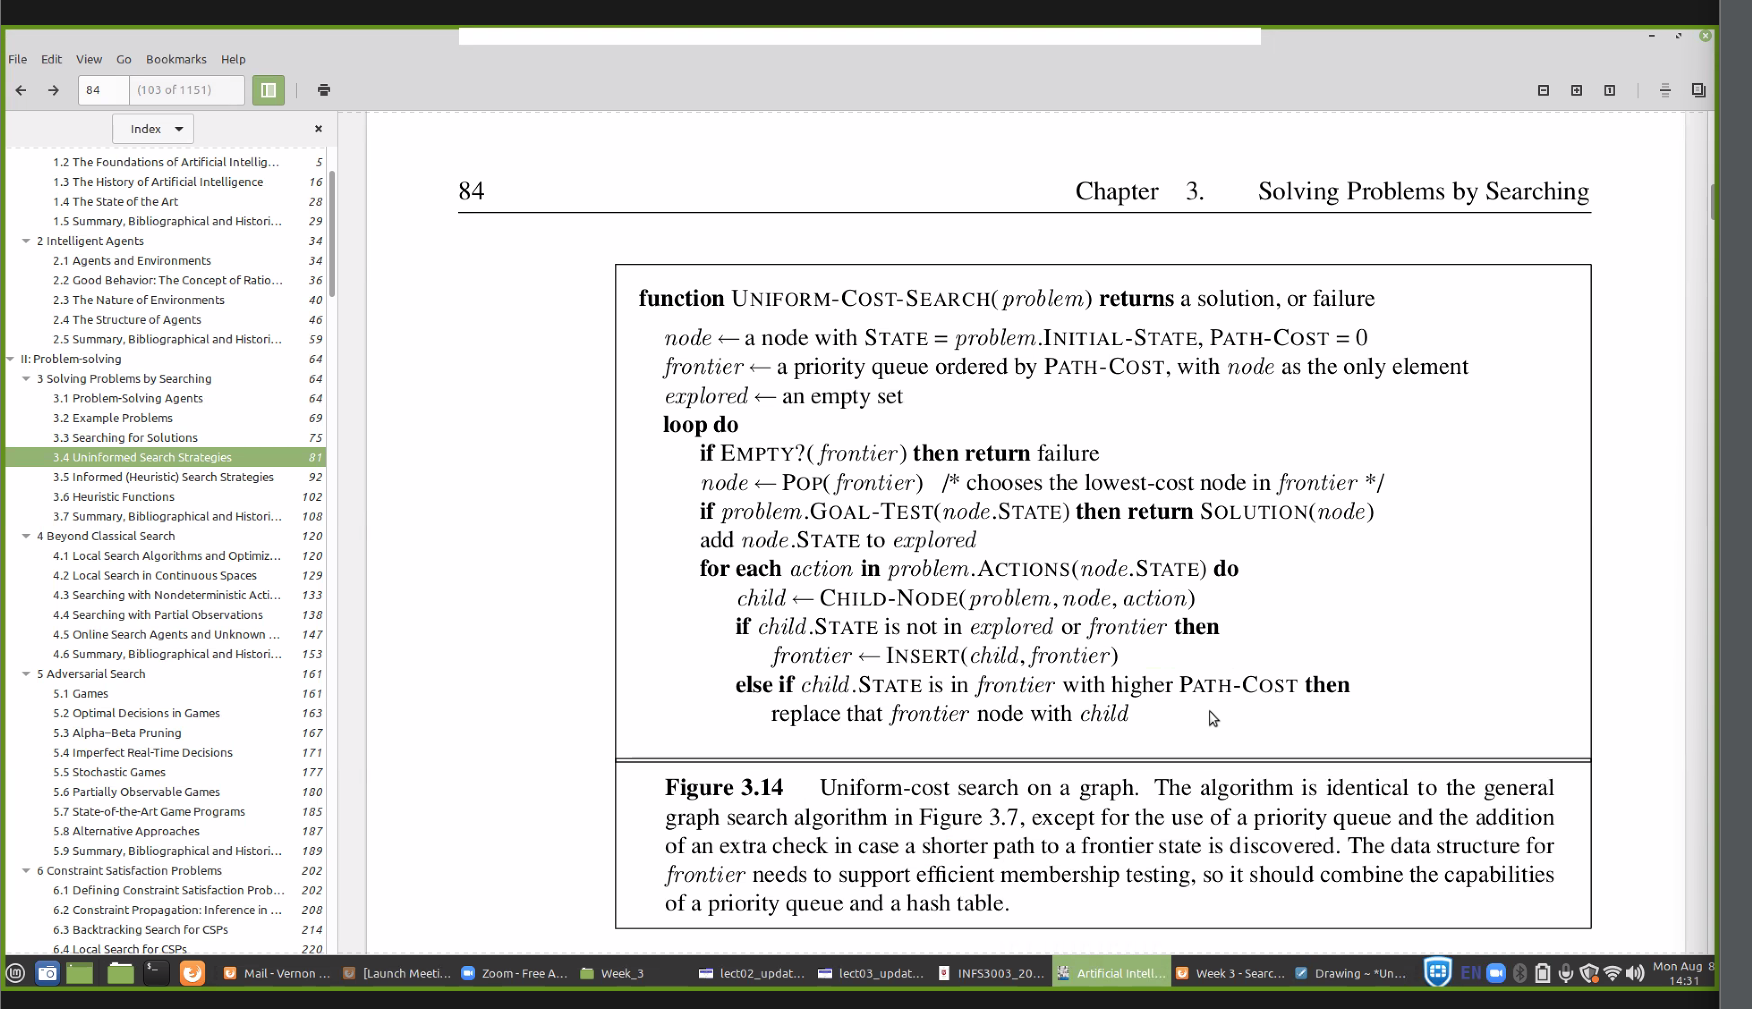 File Edit View Go Bookmarks Help
84 (103 of 1151)
Index
1.2 The Foundations of Artificial Intellig... 5
1.3 The History of Artificial Intelligence 16
1.4 The State of the Art 28
1.5 Summary, Bibliographical and Histori... 29
2 Intelligent Agents 34
2.1 Agents and Environments 34
2.2 Good Behavior: The Concept of Ratio... 36
2.3 The Nature of Environments 40
2.4 The Structure of Agents 46
2.5 Summary, Bibliographical and Histori... 59
II: Problem-solving 64
3 Solving Problems by Searching 64
3.1 Problem-Solving Agents 64
3.2 Example Problems 69
3.3 Searching for Solutions 75
3.4 Uninformed Search Strategies 81
3.5 Informed (Heuristic) Search Strategies 92
3.6 Heuristic Functions 102
3.7 Summary, Bibliographical and Histori... 108
4 Beyond Classical Search 120
4.1 Local Search Algorithms and Optimiz... 120
4.2 Local Search in Continuous Spaces 129
4.3 Searching with Nondeterministic Acti... 133
4.4 Searching with Partial Observations 138
4.5 Online Search Agents and Unknown ... 147
4.6 Summary, Bibliographical and Histori... 153
5 Adversarial Search 161
5.1 Games 161
5.2 Optimal Decisions in Games 163
5.3 Alpha–Beta Pruning 167
5.4 Imperfect Real-Time Decisions 171
5.5 Stochastic Games 177
5.6 Partially Observable Games 180
5.7 State-of-the-Art Game Programs 185
5.8 Alternative Approaches 187
5.9 Summary, Bibliographical and Histori... 189
6 Constraint Satisfaction Problems 202
6.1 Defining Constraint Satisfaction Prob... 202
6.2 Constraint Propagation: Inference in ... 208
6.3 Backtracking Search for CSPs 214
6.4 Local Search for CSPs 220
84 Chapter 3. Solving Problems by Searching
function UNIFORM-COST-SEARCH(problem) returns a solution, or failure
node ← a node with STATE = problem.INITIAL-STATE, PATH-COST = 0
frontier ← a priority queue ordered by PATH-COST, with node as the only element
explored ← an empty set
loop do
if EMPTY?(frontier) then return failure
node ← POP(frontier) /* chooses the lowest-cost node in frontier */
if problem.GOAL-TEST(node.STATE) then return SOLUTION(node)
add node.STATE to explored
for each action in problem.ACTIONS(node.STATE) do
child ← CHILD-NODE(problem, node, action)
if child.STATE is not in explored or frontier then
frontier ← INSERT(child, frontier)
else if child.STATE is in frontier with higher PATH-COST then
replace that frontier node with child
Figure 3.14 Uniform-cost search on a graph. The algorithm is identical to the general
graph search algorithm in Figure 3.7, except for the use of a priority queue and the addition
of an extra check in case a shorter path to a frontier state is discovered. The data structure for
frontier needs to support efficient membership testing, so it should combine the capabilities
of a priority queue and a hash table.
Mail - Vernon ... [Launch Meeti... Zoom - Free A... Week_3 lect02_updat... lect03_updat... INFS3003_20... Artificial Intell... Week 3 - Searc... Drawing ~ *Un... EN Mon Aug 8
14:31